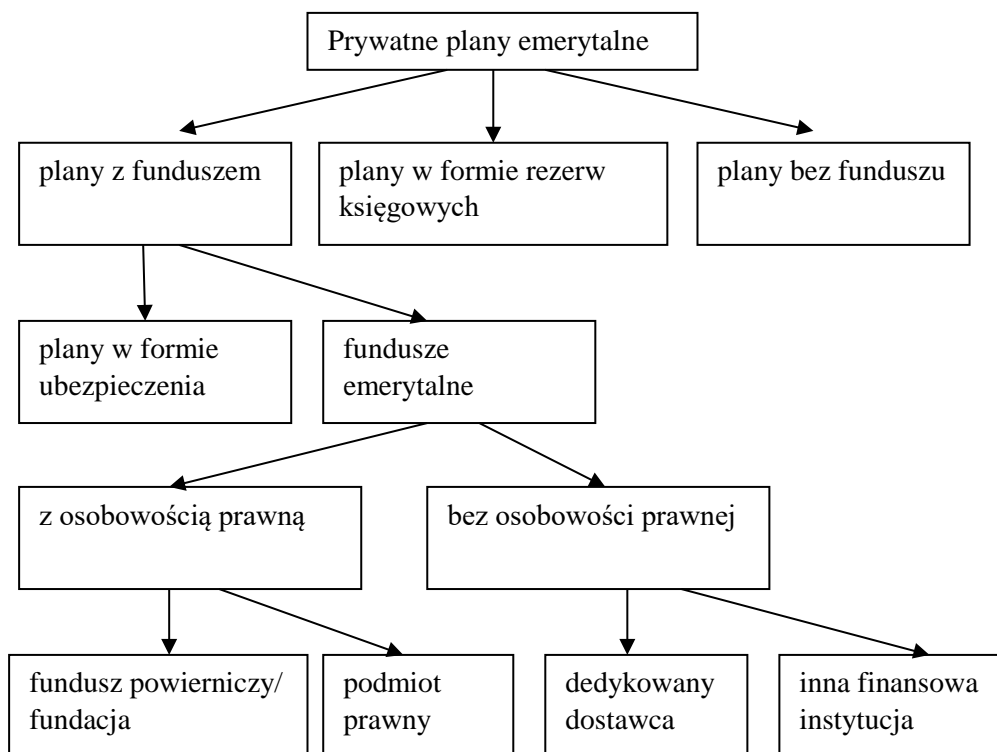 Prywatne plany emerytalne
plany z funduszem
plany w formie rezerw
księgowych
plany bez funduszu
plany w formie
ubezpieczenia
fundusze
emerytalne
z osobowością prawną
bez osobowości prawnej
fundusz powierniczy/
fundacja
podmiot
prawny
dedykowany
dostawca
inna finansowa
instytucja